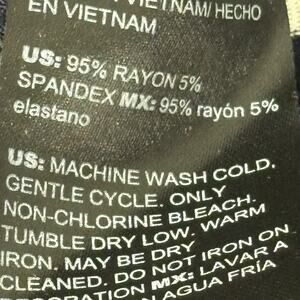 VIETNAM/ HECHO
EN VIETNAM
US: 95% RAYON 5%
SPANDEX MX: 95% rayón 5%
elastano
US: MACHINE WASH COLD,
GENTLE CYCLE. ONLY
NON-CHLORINE BLEACH.
TUMBLE DRY LOW. WARM
IRON. MAY BE DRY
CLEANED. DO NOT IRON ON
MX: LAVAR A
AGUA FRÍA